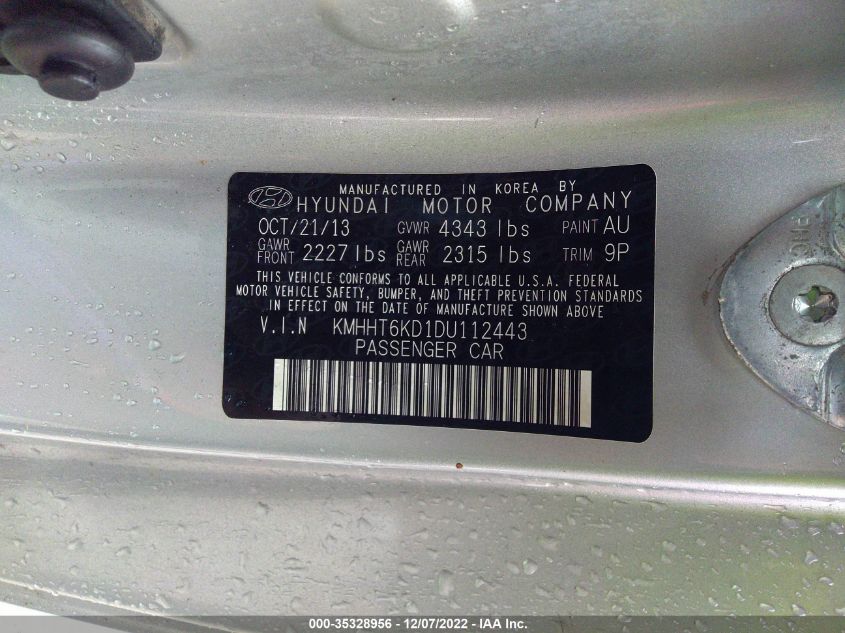 MANUFACTURED IN KOREA BY
HYUNDAI MOTOR COMPANY
OCT/21/13 GVWR 4343 lbs PAINT AU
GAWR FRONT 2227 lbs GAWR REAR 2315 lbs TRIM 9P
THIS VEHICLE CONFORMS TO ALL APPLICABLE U.S.A. FEDERAL
MOTOR VEHICLE SAFETY, BUMPER, AND THEFT PREVENTION STANDARDS
IN EFFECT ON THE DATE OF MANUFACTURE SHOWN ABOVE
V.I.N KMHHT6KD1DU112443
PASSENGER CAR
000-35328956 - 12/07/2022 - IAA Inc.